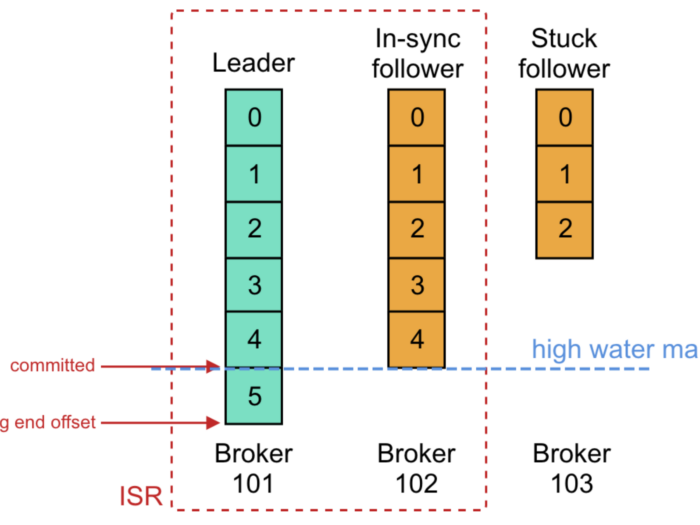 Leader
In-sync
follower
Stuck
follower
0
1
2
3
4
5
0
1
2
3
4
0
1
2
high water ma
committed
g end offset
Broker
101
Broker
102
Broker
103
ISR